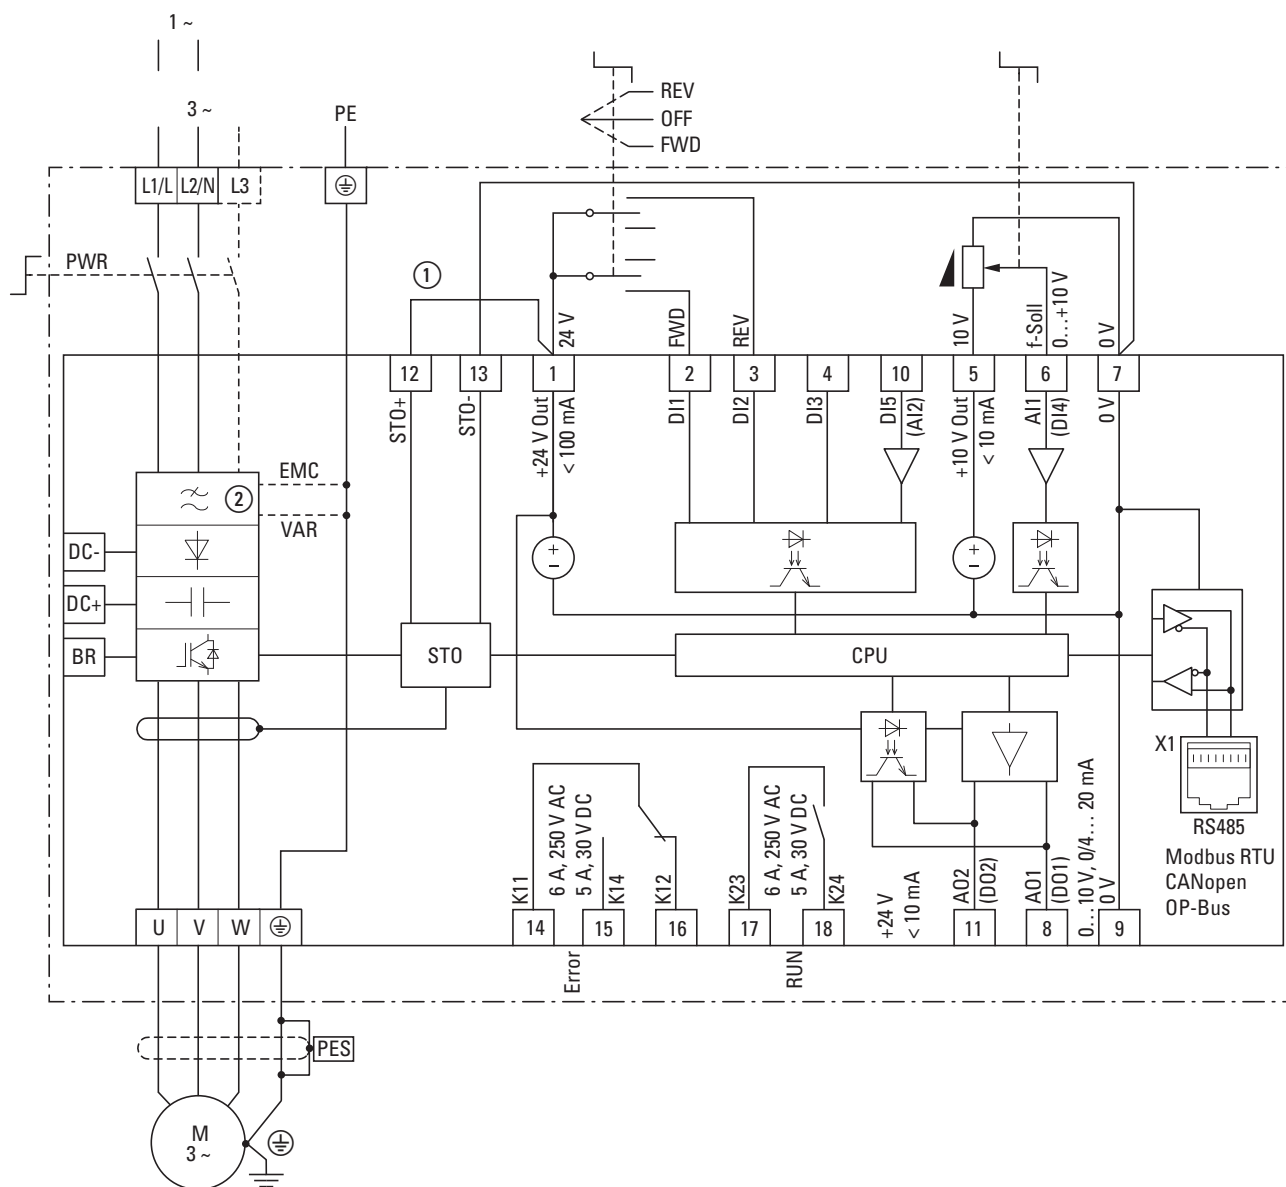 1 ~
3 ~
PE
REV
OFF
FWD
L1/L
L2/N
L3
PWR
1
24 V
FWD
REV
10 V
f-Soll
0…+10 V
0 V
12
13
1
2
3
4
10
5
6
7
STO+
STO-
+24 V Out
< 100 mA
DI1
DI2
DI3
DI5
(AI2)
+10 V Out
< 10 mA
AI1
(DI4)
0 V
EMC
2
VAR
DC-
DC+
BR
STO
CPU
X1
RS485
Modbus RTU
CANopen
OP-Bus
K11
6 A, 250 V AC
5 A, 30 V DC
K14
K12
K23
6 A, 250 V AC
5 A, 30 V DC
K24
+24 V
< 10 mA
AO2
(DO2)
AO1
(DO1)
0…10 V, 0/4… 20 mA
0 V
U
V
W
14
15
16
17
18
11
8
9
Error
RUN
PES
M
3 ~